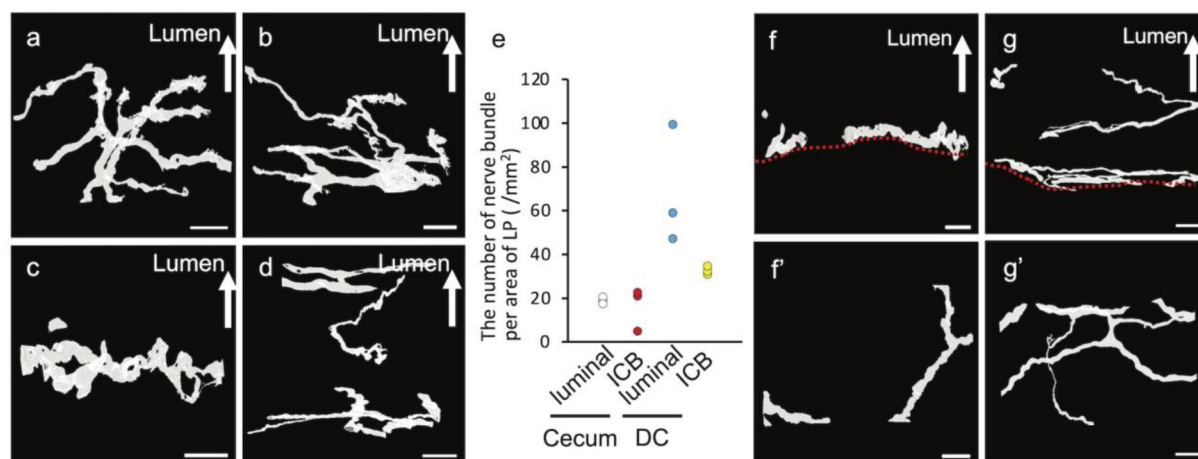 a
Lumen
b
Lumen
c
Lumen
d
Lumen
e
The number of nerve bundle
per area of LP ( /mm²)
120
100
80
60
40
20
0
luminal
ICB
luminal
ICB
Cecum
DC
f
Lumen
g
Lumen
f’
g’